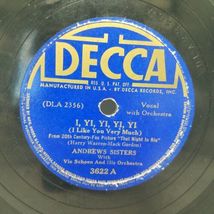 REG. U.S. PAT. OFF.
DECCA
MANUFACTURED IN U.S.A. BY DECCA RECORDS, INC.
(DLA 2356)
Vocal
with Orchestra
I, YI, YI, YI, YI
(I Like You Very Much)
From 20th Century-Fox Picture "That Night In Rio"
(Harry Warren-Mack Gordon)
ANDREWS SISTERS
With
Vic Schoen And His Orchestra
3622 A